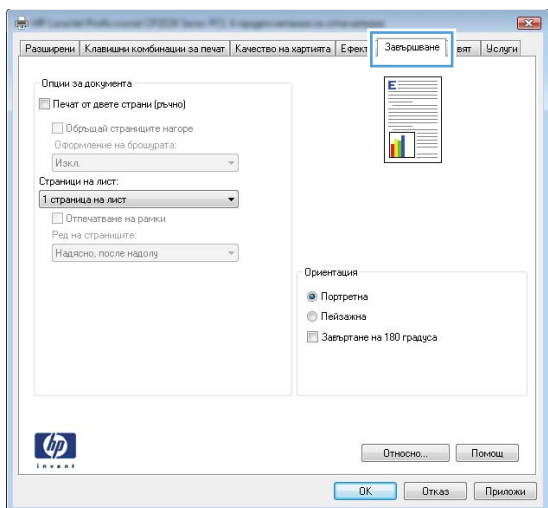 Разширени Клавишни комбинации за печат Качество на хартията Ефект Завършване вят Услуги
Опции за документа
Печат от двете страни (ръчно)
Обръщай страниците нагоре
Оформление на брошурата:
Изкл.
Страници на лист:
1 страница на лист
Отпечатване на рамки
Ред на страниците:
Надясно, после надолу
E
Ориентация
Портретна
Пейзажна
Завъртане на 180 градуса
hp
invent
Относно... Помощ
OK Отказ Приложи